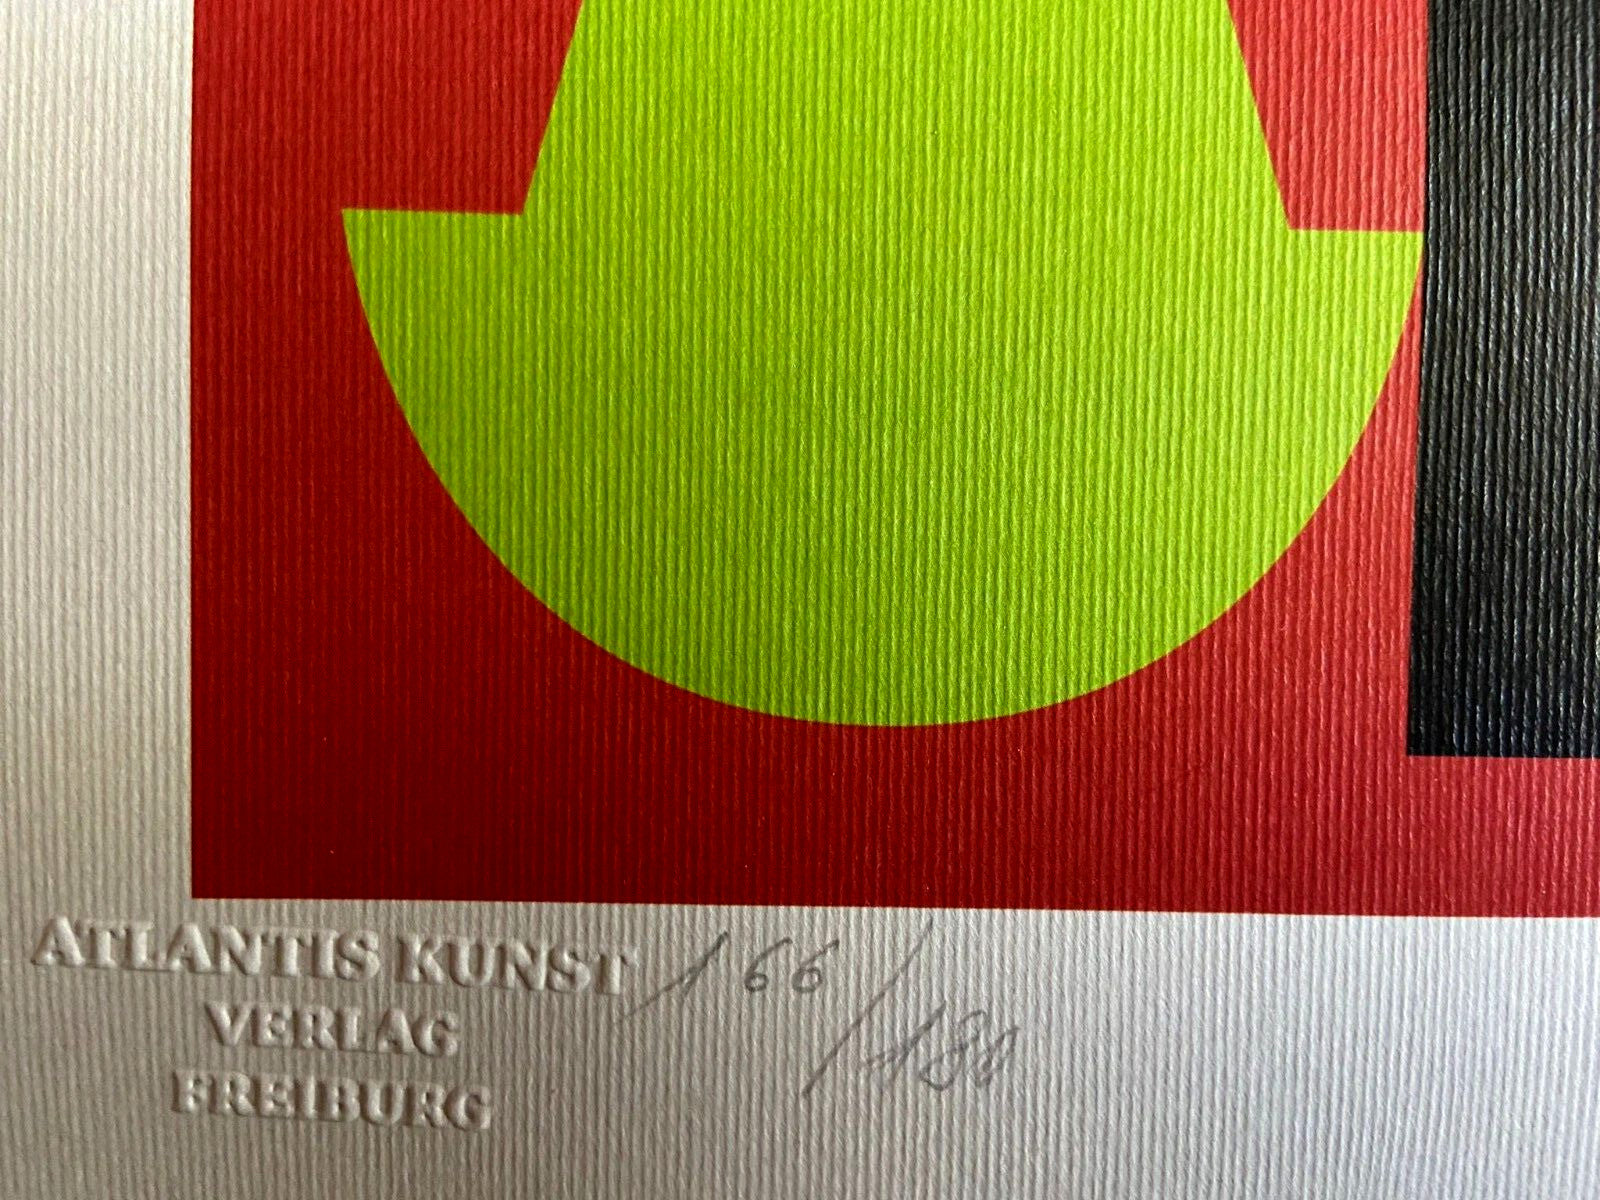 ATLANTIS KUNST
VERLAG
FREIBURG
166/180